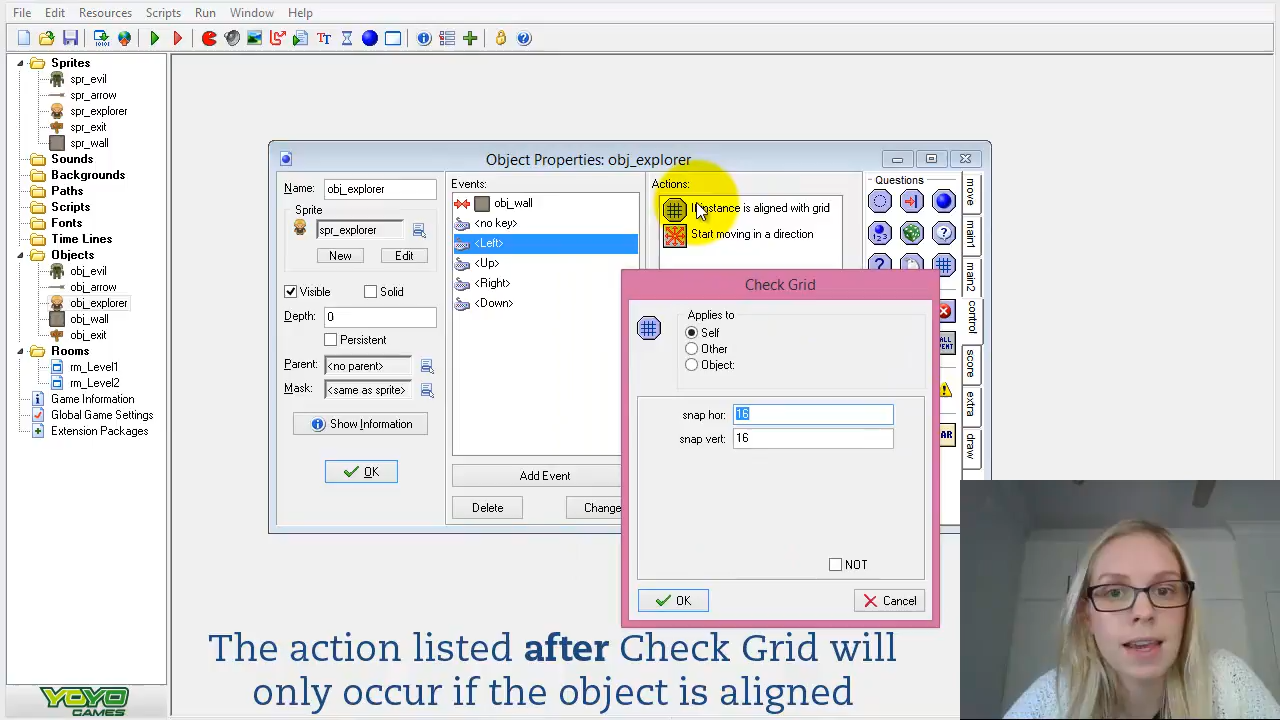 File Edit Resources Scripts Run Window Help
Sprites
spr_evil
spr_arrow
spr_explorer
spr_exit
spr_wall
Sounds
Backgrounds
Paths
Scripts
Fonts
Time Lines
Objects
obj_evil
obj_arrow
obj_explorer
obj_wall
obj_exit
Rooms
rm_Level1
rm_Level2
Game Information
Global Game Settings
Extension Packages
YOYO
GAMES
Object Properties: obj_explorer
Name: obj_explorer
Sprite
spr_explorer
New Edit
Visible Solid
Depth: 0
Persistent
Parent: <no parent>
Mask: <same as sprite>
Show Information
OK
Events:
obj_wall
<no key>
<Left>
<Up>
<Right>
<Down>
Add Event
Delete Change
Actions:
If instance is aligned with grid
Start moving in a direction
Questions
move
main1
main2
control
score
extra
draw
Check Grid
Applies to
Self
Other
Object:
snap hor: 16
snap vert: 16
NOT
OK Cancel
The action listed after Check Grid will
only occur if the object is aligned